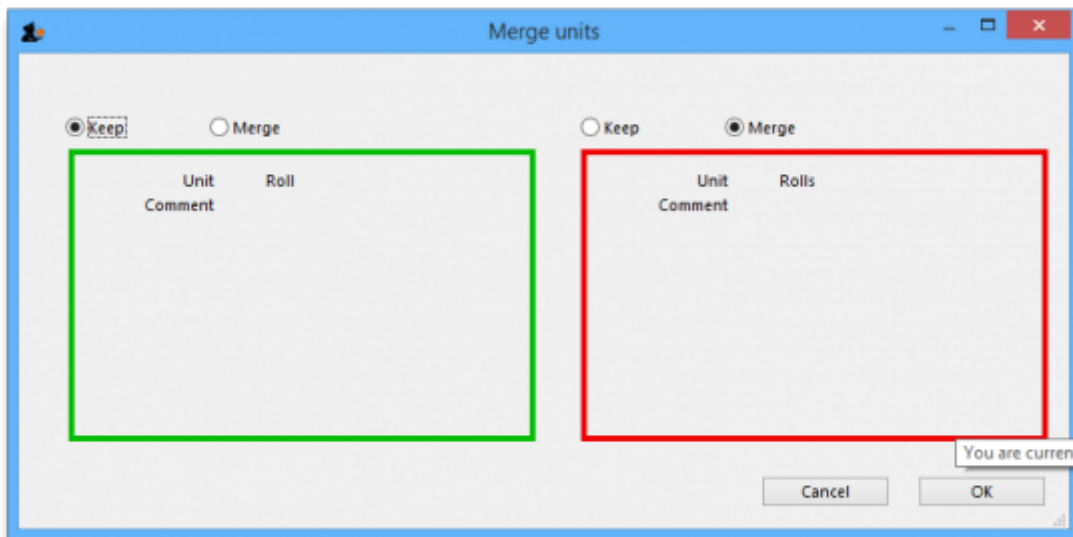 Merge units
Keep Merge Keep Merge
Unit Roll Unit Rolls
Comment Comment
You are curren
Cancel OK